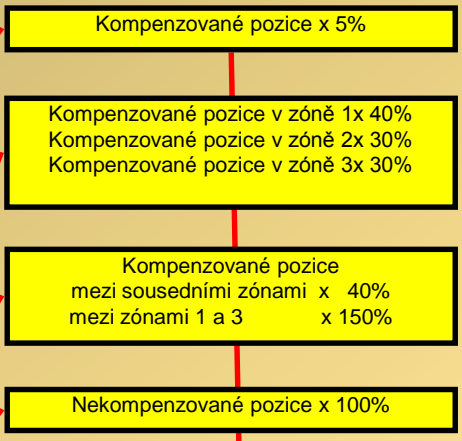 Kompenzované pozice x 5%
Kompenzované pozice v zóně 1x 40%
Kompenzované pozice v zóně 2x 30%
Kompenzované pozice v zóně 3x 30%
Kompenzované pozice
mezi sousedními zónami x 40%
mezi zónami 1 a 3 x 150%
Nekompenzované pozice x 100%